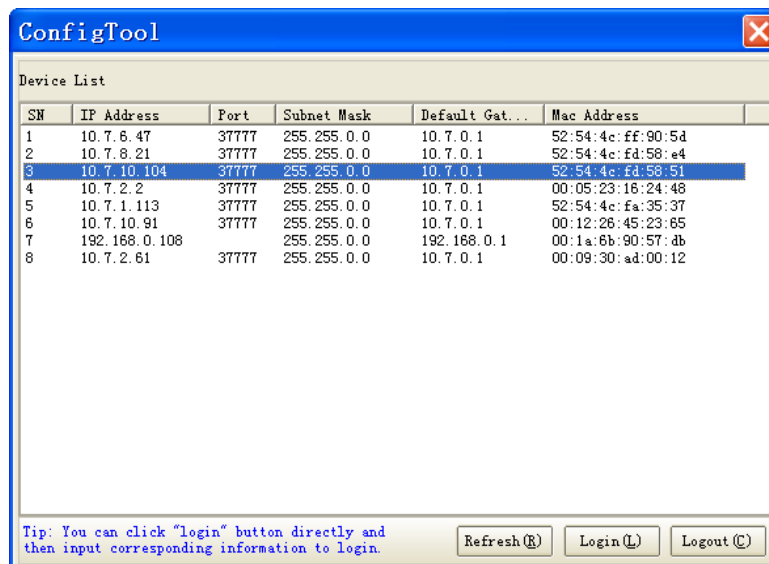 ConfigTool
Device List
SN IP Address Port Subnet Mask Default Gat... Mac Address
1 10.7.6.47 37777 255.255.0.0 10.7.0.1 52:54:4c:ff:90:5d
2 10.7.8.21 37777 255.255.0.0 10.7.0.1 52:54:4c:fd:58:e4
3 10.7.10.104 37777 255.255.0.0 10.7.0.1 52:54:4c:fd:58:51
4 10.7.2.2 37777 255.255.0.0 10.7.0.1 00:05:23:16:24:48
5 10.7.1.113 37777 255.255.0.0 10.7.0.1 52:54:4c:fa:35:37
6 10.7.10.91 37777 255.255.0.0 10.7.0.1 00:12:26:45:23:65
7 192.168.0.108 255.255.0.0 192.168.0.1 00:1a:6b:90:57:db
8 10.7.2.61 37777 255.255.0.0 10.7.0.1 00:09:30:ad:00:12
Tip: You can click "login" button directly and
then input corresponding information to login.
Refresh(R) Login(L) Logout(C)